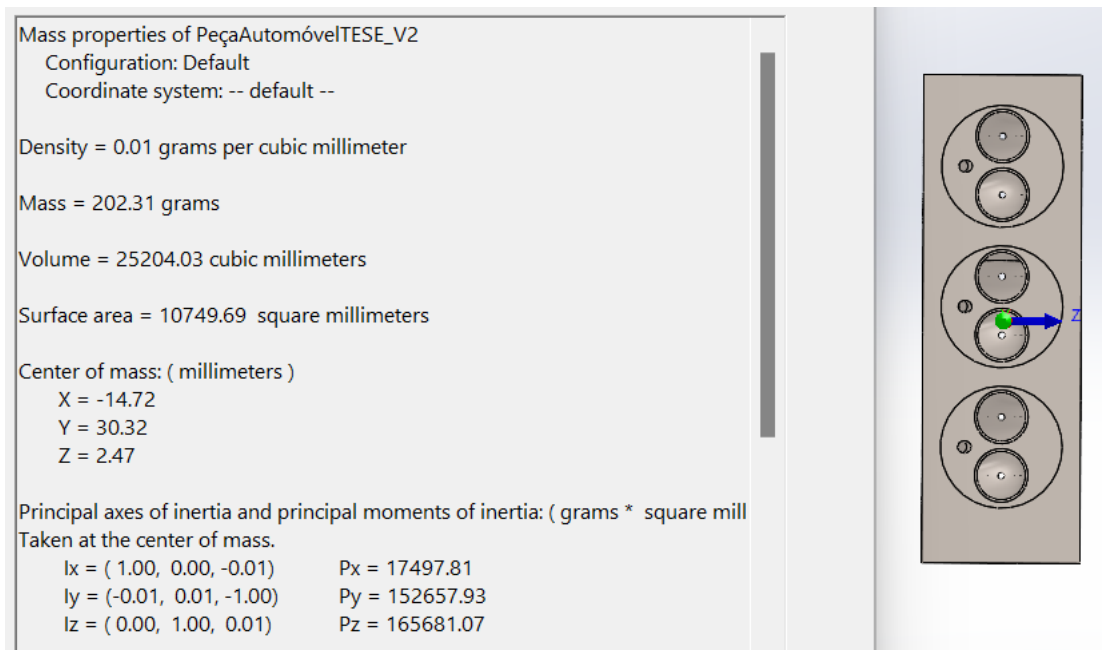 Mass properties of PeçaAutomóvelTESE_V2
Configuration: Default
Coordinate system: -- default --
Density = 0.01 grams per cubic millimeter
Mass = 202.31 grams
Volume = 25204.03 cubic millimeters
Surface area = 10749.69 square millimeters
Center of mass: ( millimeters )
X = -14.72
Y = 30.32
Z = 2.47
Principal axes of inertia and principal moments of inertia: ( grams * square mill
Taken at the center of mass.
Ix = ( 1.00, 0.00, -0.01) Px = 17497.81
Iy = (-0.01, 0.01, -1.00) Py = 152657.93
Iz = ( 0.00, 1.00, 0.01) Pz = 165681.07
Z